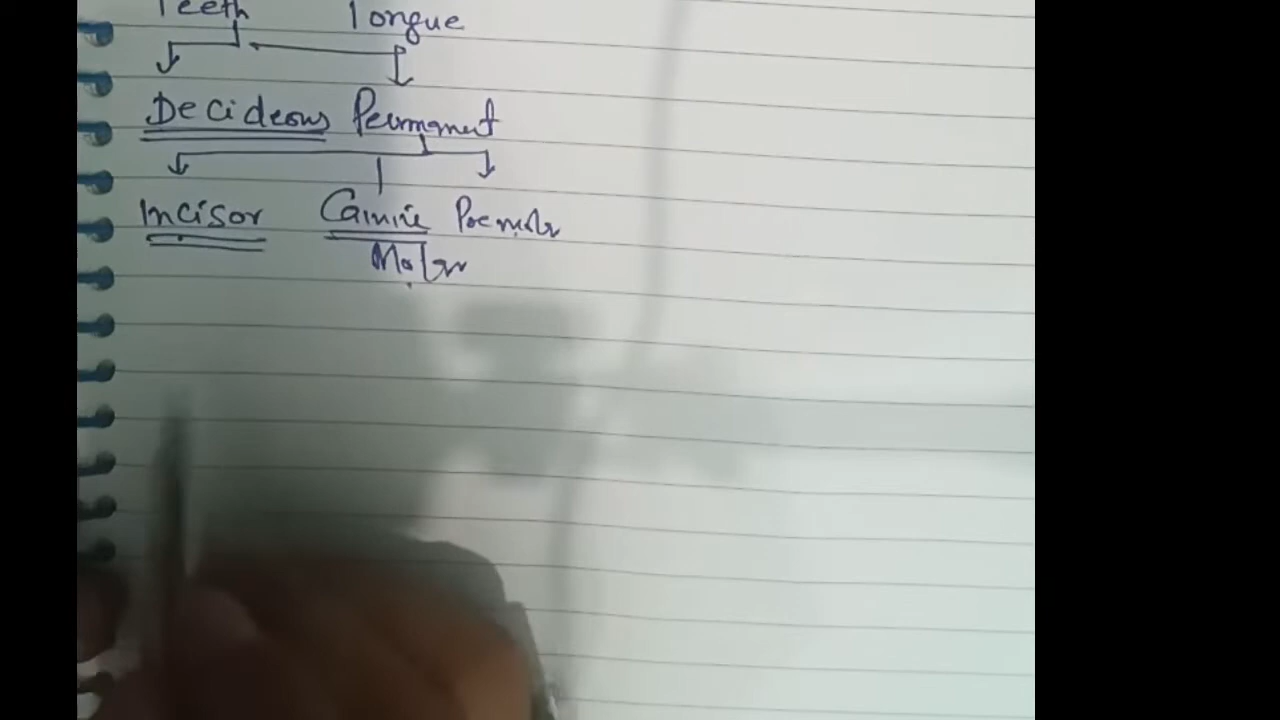 Teeth Tongue
Decideous Permanent
Incisor Canine Premolar
Molar